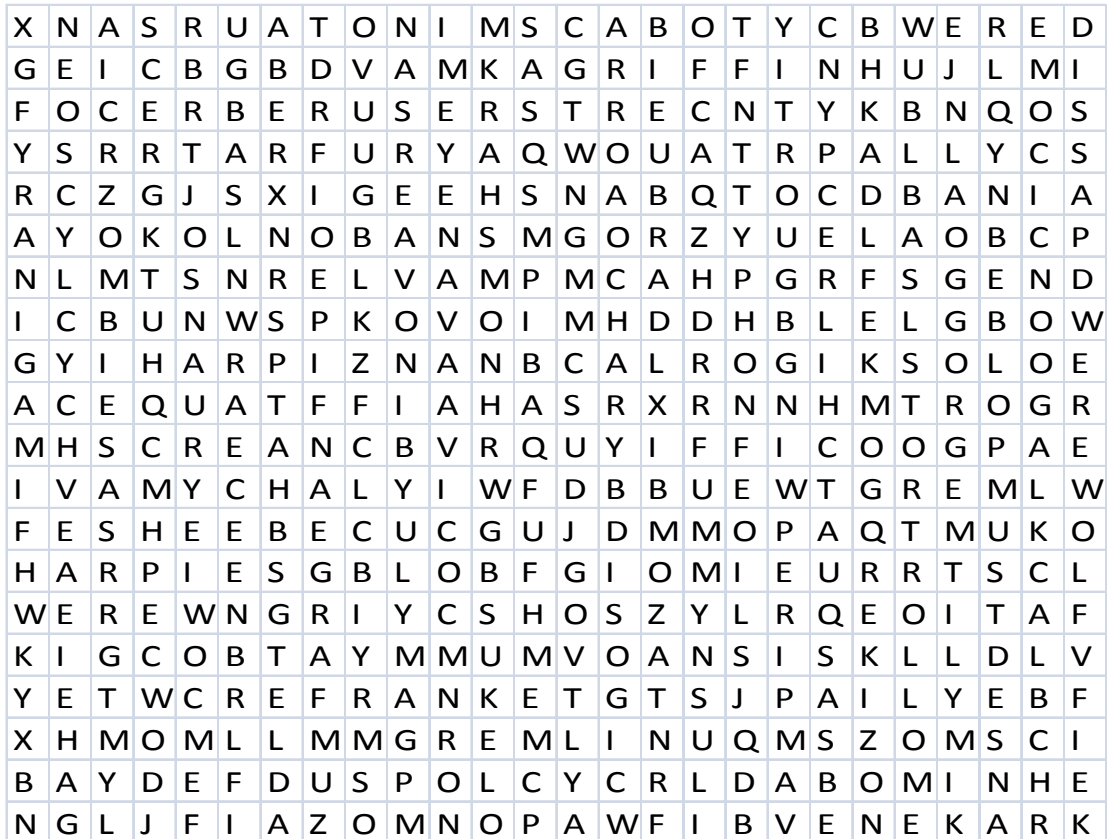 X N A S R U A T O N I M S C A B O T Y C B W E R E D
G E I C B G B D V A M K A G R I F F I N H U J L M I
F O C E R B E R U S E R S T R E C N T Y K B N Q O S
Y S R R T A R F U R Y A Q W O U A T R P A L L Y C S
R C Z G J S X I G E E H S N A B Q T O C D B A N I A
A Y O K O L N O B A N S M G O R Z Y U E L A O B C P
N L M T S N R E L V A M P M C A H P G R F S G E N D
I C B U N W S P K O V O I M H D D H B L E L G B O W
G Y I H A R P I Z N A N B C A L R O G I K S O L O E
A C E Q U A T F F I A H A S R X R N N H M T R O G R
M H S C R E A N C B V R Q U Y I F F I C O O G P A E
I V A M Y C H A L Y I W F D B B U E W T G R E M L W
F E S H E E B E C U C G U J D M M O P A Q T M U K O
H A R P I E S G B L O B F G I O M I E U R R T S C L
W E R E W N G R I Y C S H O S Z Y L R Q E O I T A F
K I G C O B T A Y M M U M V O A N S I S K L L D L V
Y E T W C R E F R A N K E T G T S J P A I L Y E B F
X H M O M L L M M G R E M L I N U Q M S Z O M S C I
B A Y D E F D U S P O L C Y C R L D A B O M I N H E
N G L J F I A Z O M N O P A W F I B V E N E K A R K